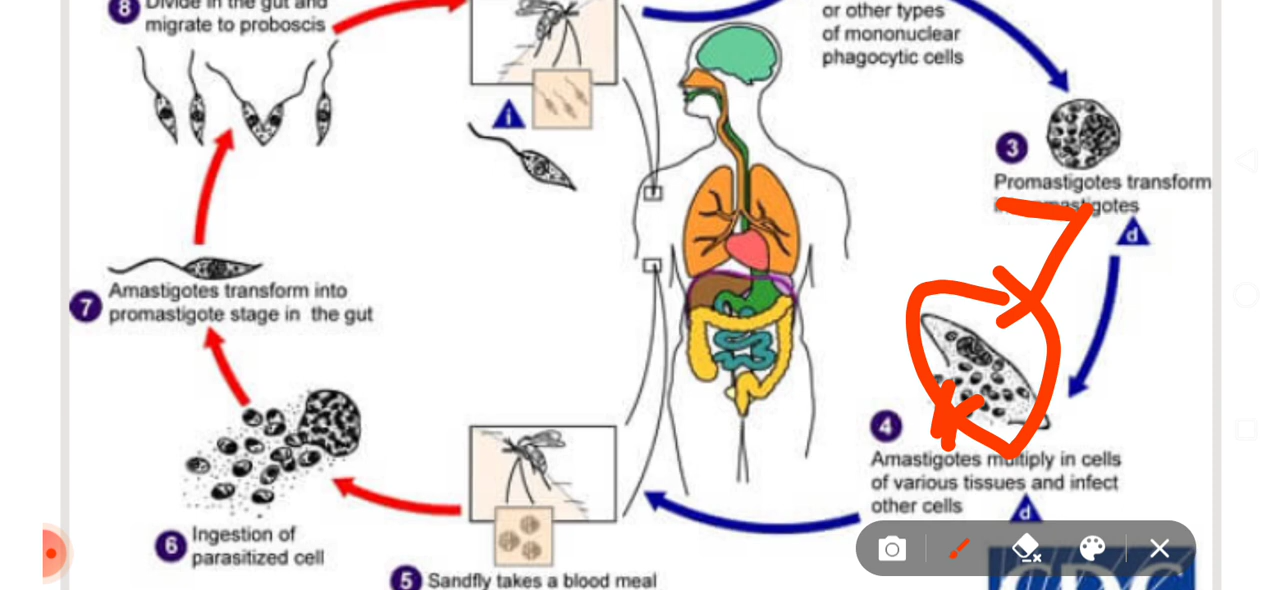 8 Divide in the gut and
migrate to proboscis
or other types
of mononuclear
phagocytic cells
i
3
Promastigotes transform
d
7 Amastigotes transform into
promastigote stage in the gut
4
Amastigotes multiply in cells
of various tissues and infect
other cells
d
6 Ingestion of
parasitized cell
5 Sandfly takes a blood meal
CDC